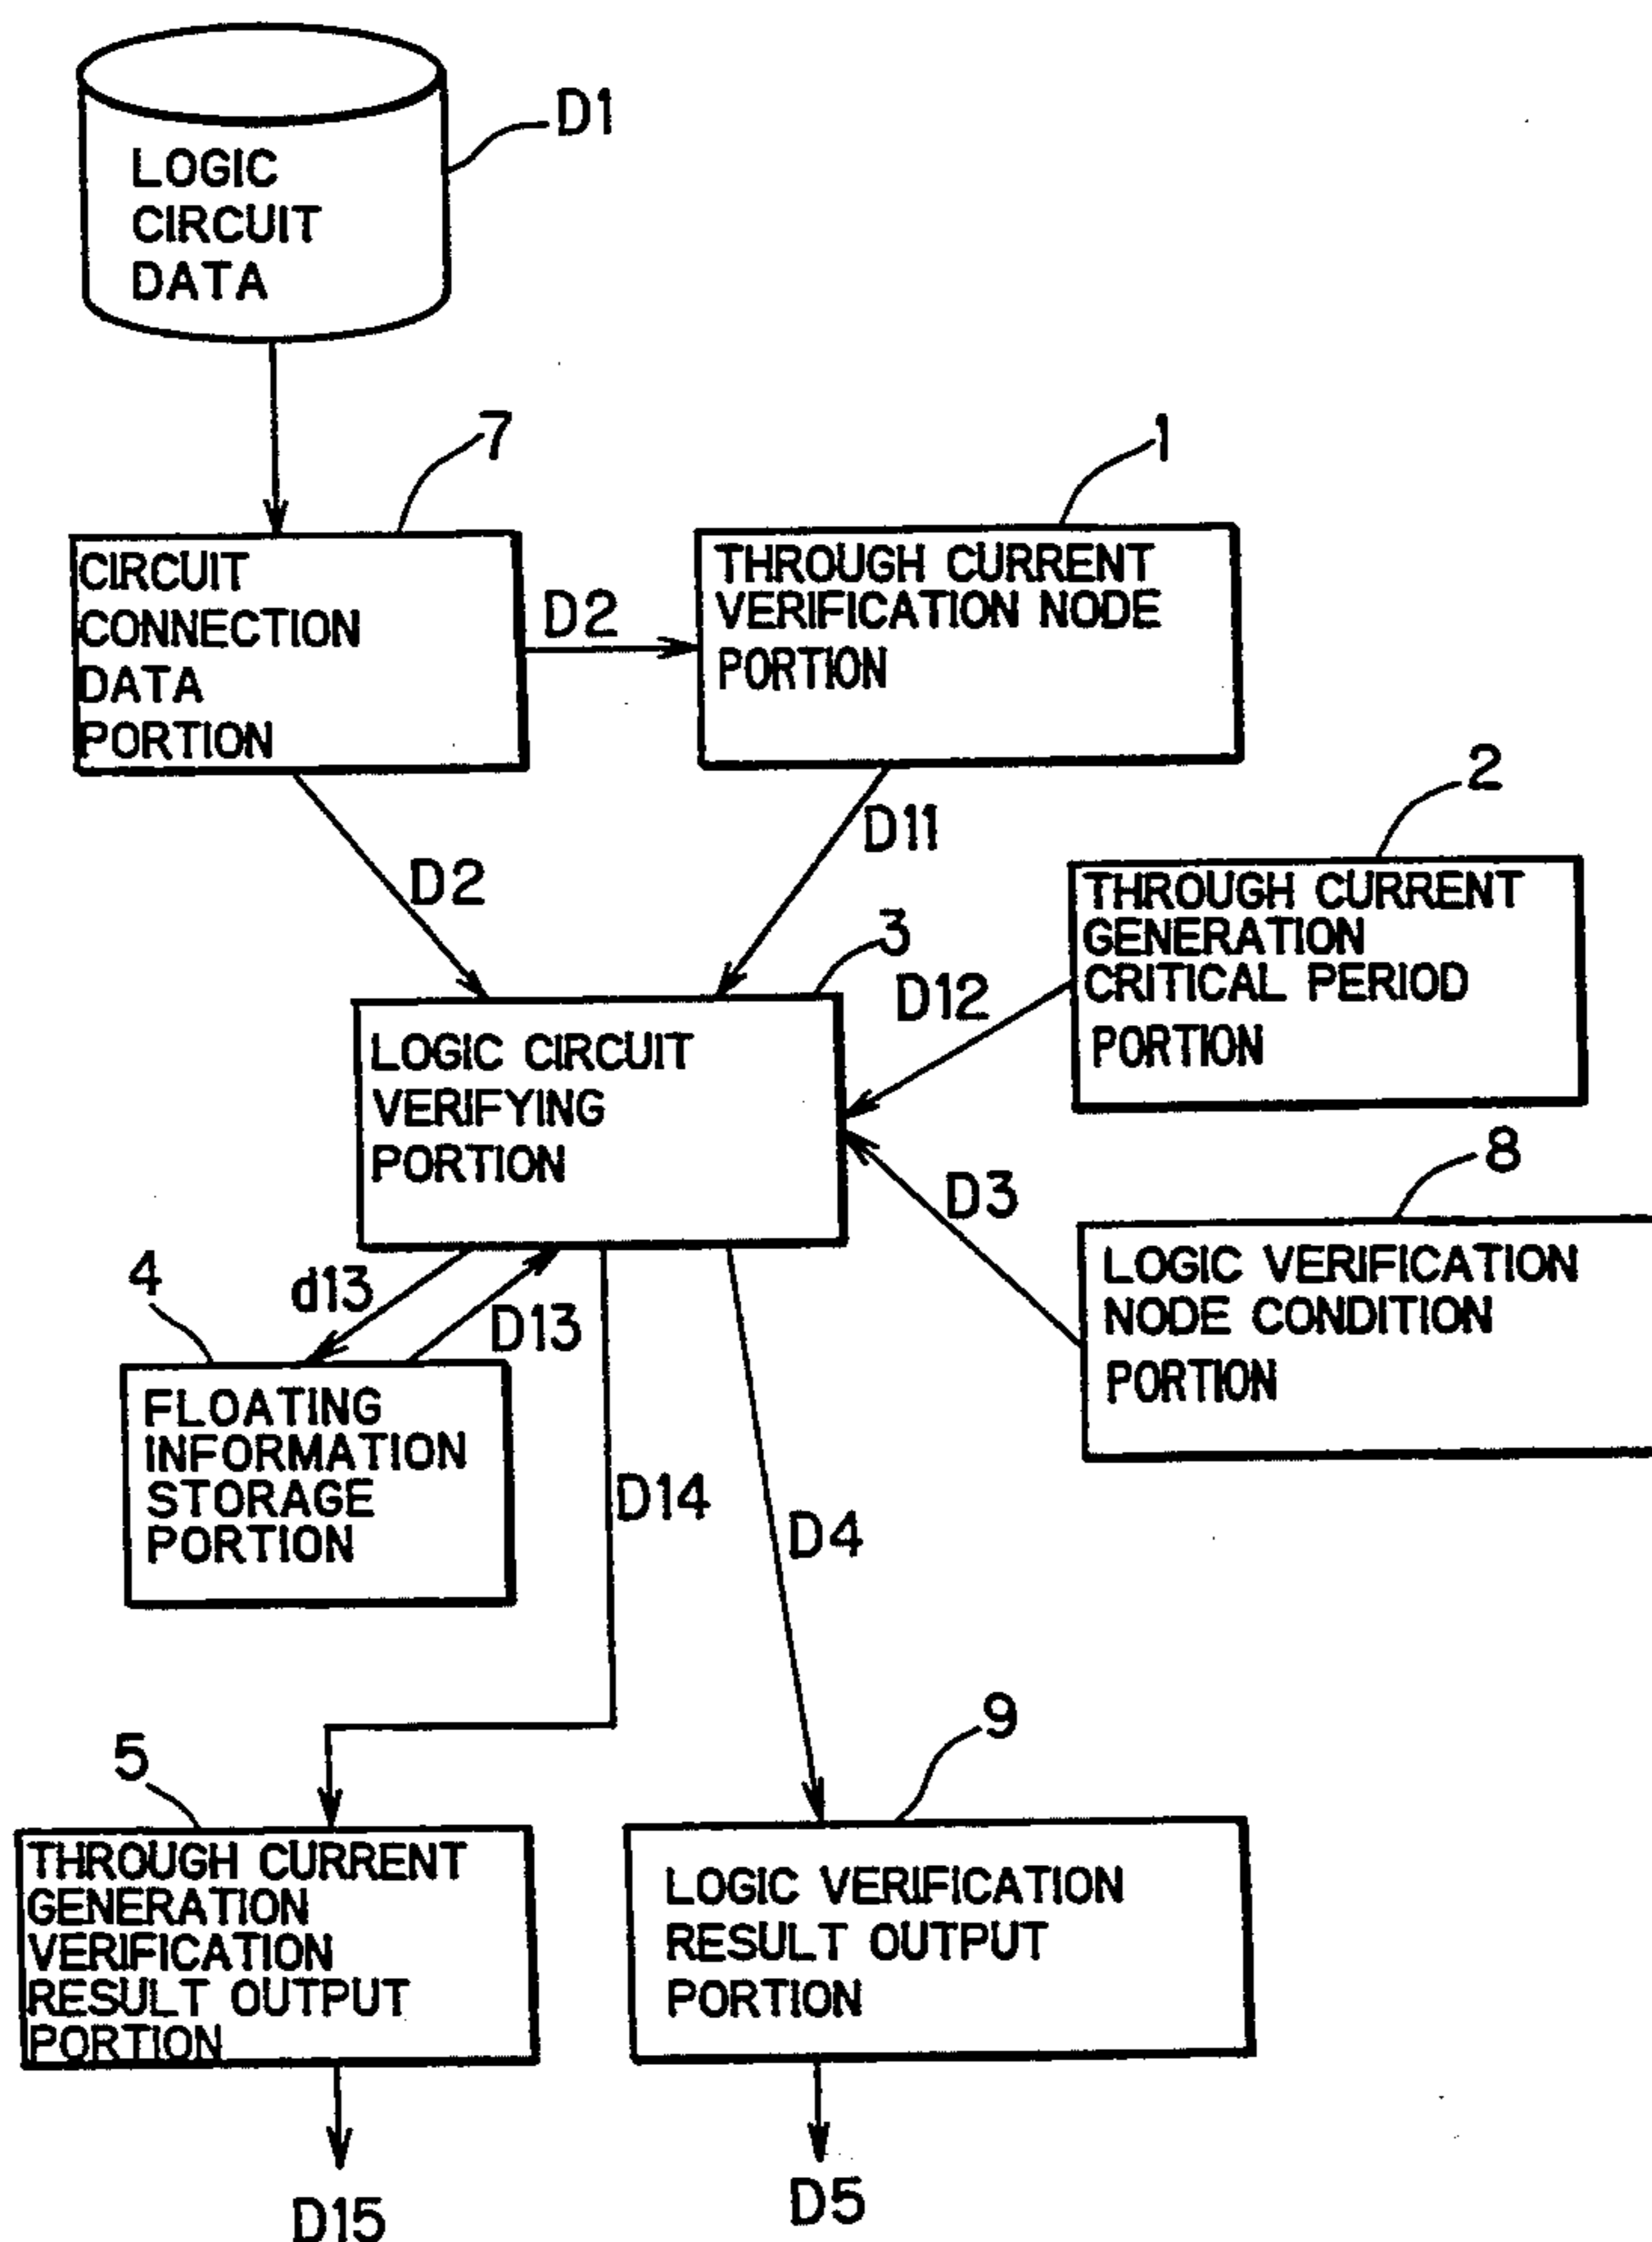 D1
LOGIC
CIRCUIT
DATA
7
1
CIRCUIT
CONNECTION
DATA
PORTION
D2
THROUGH CURRENT
VERIFICATION NODE
PORTION
D2
D11
2
THROUGH CURRENT
GENERATION
CRITICAL PERIOD
PORTION
3
D12
LOGIC CIRCUIT
VERIFYING
PORTION
D3
8
LOGIC VERIFICATION
NODE CONDITION
PORTION
4
d13
D13
FLOATING
INFORMATION
STORAGE
PORTION
D14
D4
5
9
THROUGH CURRENT
GENERATION
VERIFICATION
RESULT OUTPUT
PORTION
LOGIC VERIFICATION
RESULT OUTPUT
PORTION
D15
D5